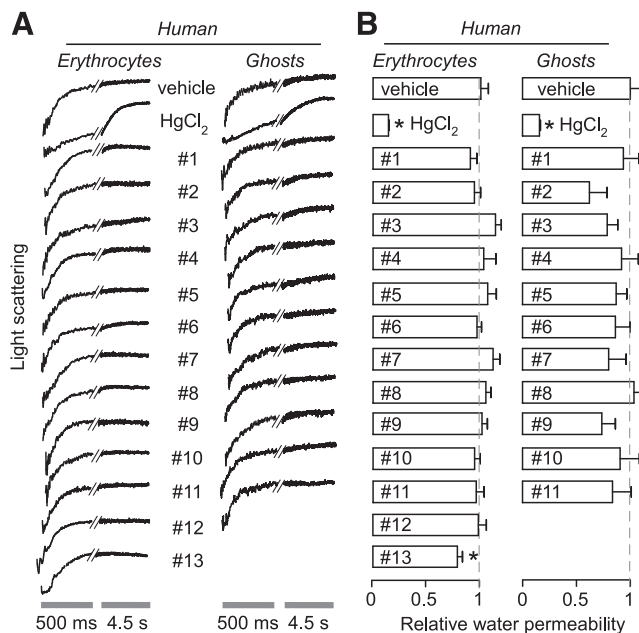 A
Human
Erythrocytes
Ghosts
vehicle
HgCl2
#1
#2
#3
#4
#5
#6
#7
#8
#9
#10
#11
#12
#13
Light scattering
500 ms
4.5 s
500 ms
4.5 s
B
Human
Erythrocytes
Ghosts
vehicle
vehicle
* HgCl2
* HgCl2
#1
#1
#2
#2
#3
#3
#4
#4
#5
#5
#6
#6
#7
#7
#8
#8
#9
#9
#10
#10
#11
#11
#12
#13 *
0 0.5 1
0 0.5 1
Relative water permeability